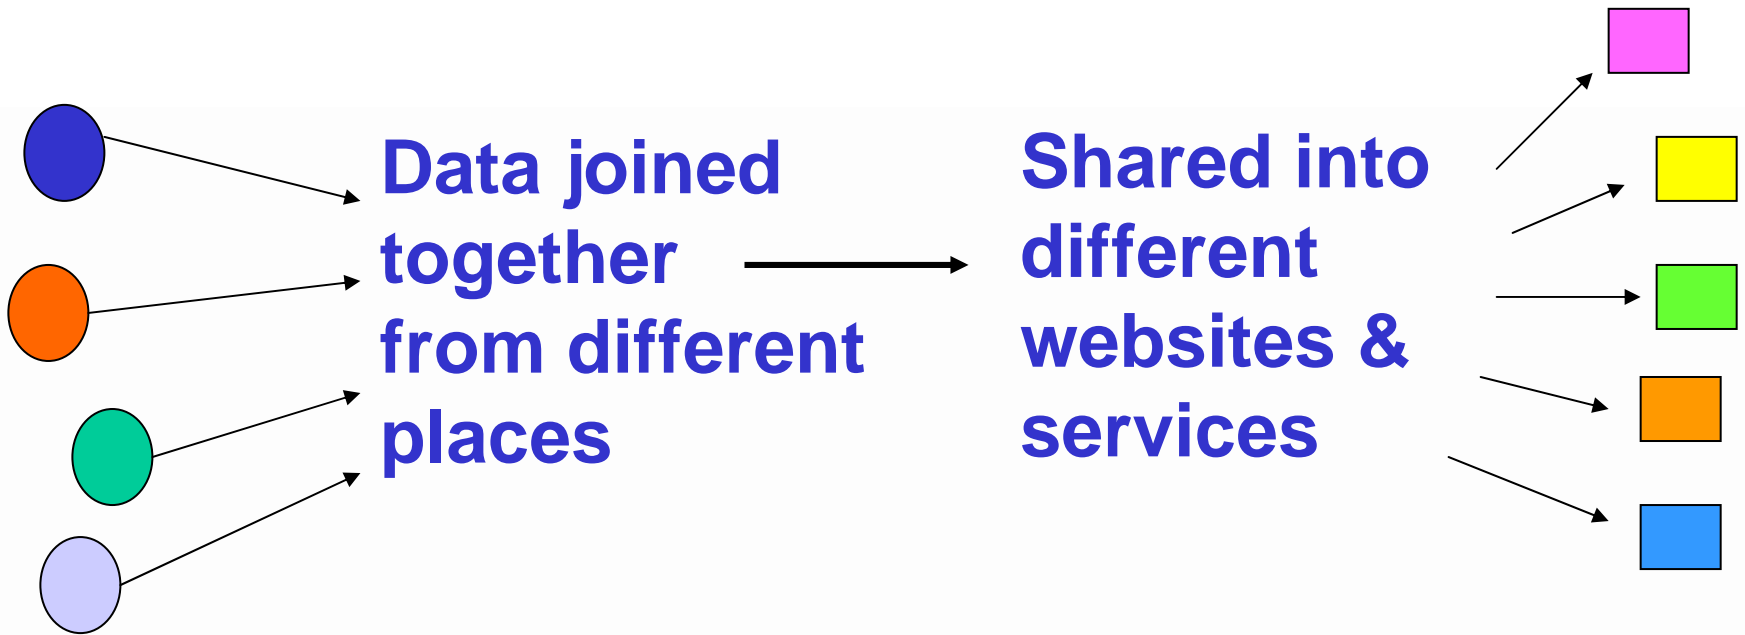 Data joined
together
from different
places
Shared into
different
websites &
services